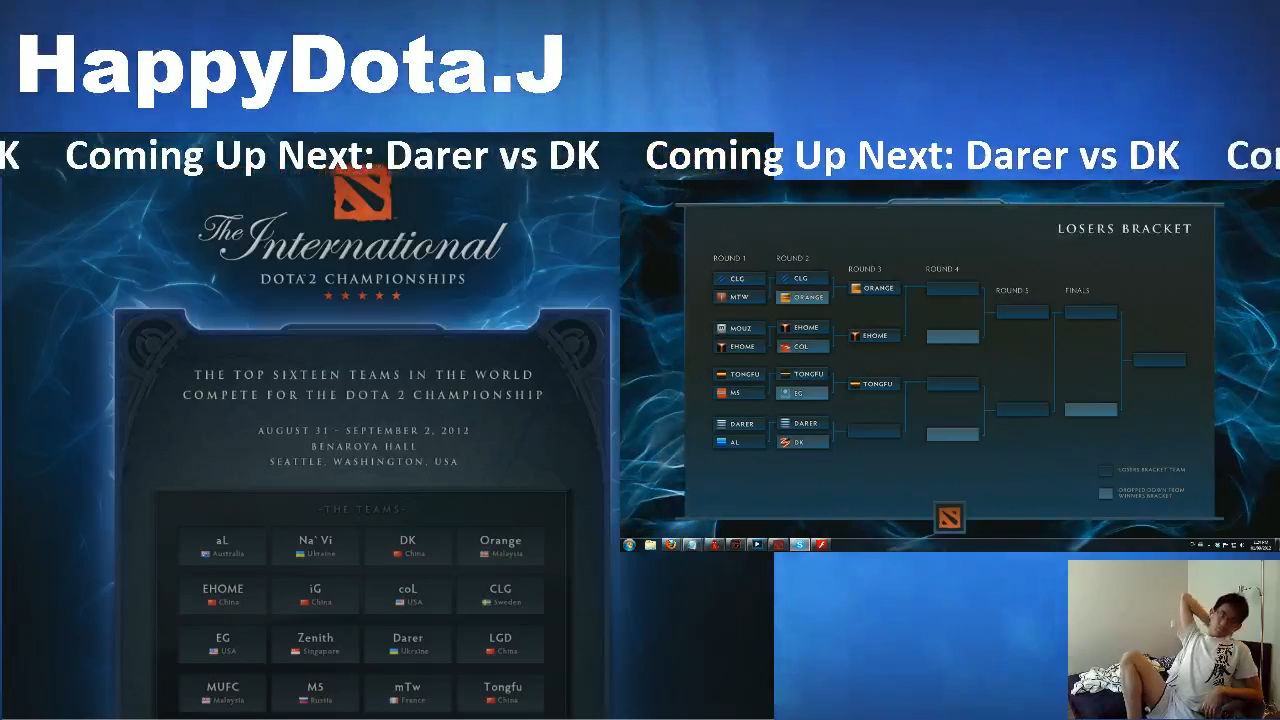 HappyDota.J
K Coming Up Next: Darer vs DK Coming Up Next: Darer vs DK Co
The International
DOTA 2 CHAMPIONSHIPS
THE TOP SIXTEEN TEAMS IN THE WORLD
COMPETE FOR THE DOTA 2 CHAMPIONSHIP
AUGUST 31 - SEPTEMBER 2, 2012
BENAROYA HALL
SEATTLE, WASHINGTON, USA
-THE TEAMS-
aL Na`Vi DK Orange
Australia Ukraine China Malaysia
EHOME iG coL CLG
China China USA Sweden
EG Zenith Darer LGD
USA Singapore Ukraine China
MUFC M5 mTw Tongfu
Malaysia Russia France China
LOSERS BRACKET
ROUND 1 ROUND 2 ROUND 3 ROUND 4 ROUND 5 FINALS
CLG CLG
MTW ORANGE ORANGE
MOUZ EHOME
EHOME COL EHOME
TONGFU TONGFU
M5 EG TONGFU
DARER DARER
AL DK
LOSERS BRACKET TEAM
DROPPED DOWN FROM
WINNERS BRACKET